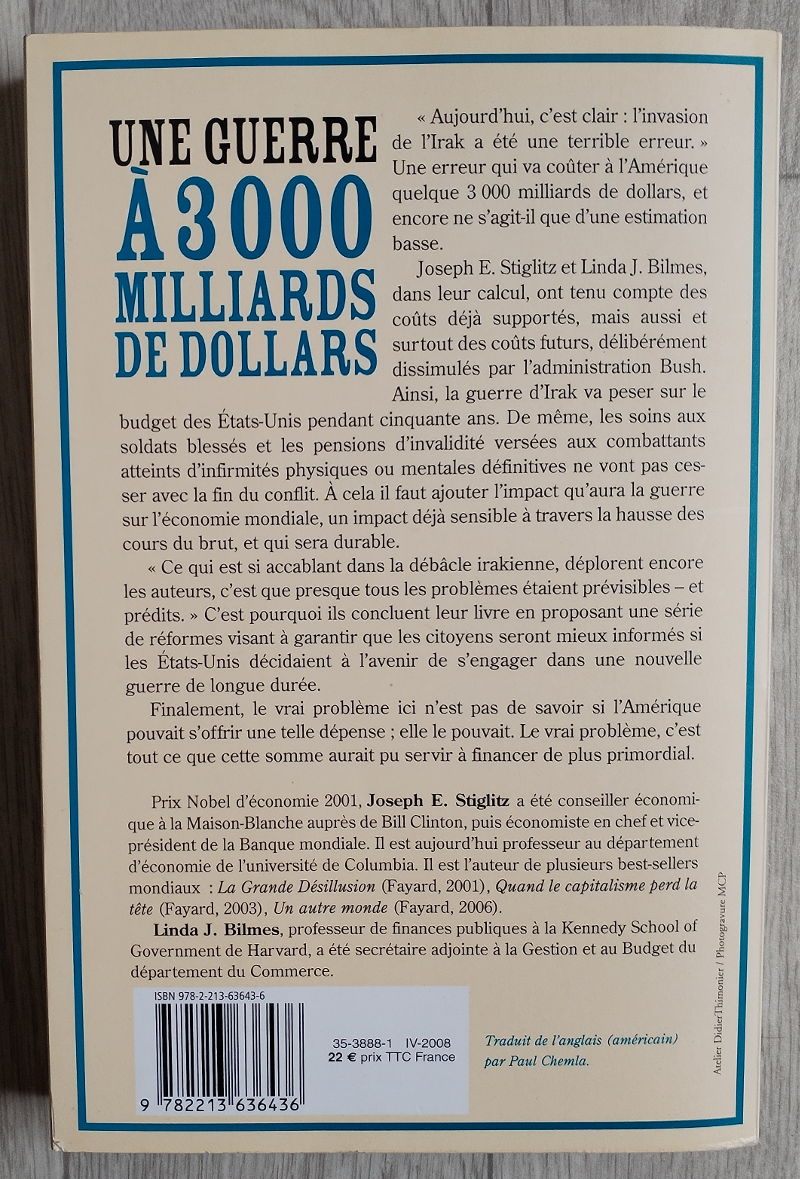 UNE GUERRE
À 3 000
MILLIARDS
DE DOLLARS
« Aujourd'hui, c'est clair : l'invasion
de l'Irak a été une terrible erreur. »
Une erreur qui va coûter à l'Amérique
quelque 3 000 milliards de dollars, et
encore ne s'agit-il que d'une estimation
basse.
Joseph E. Stiglitz et Linda J. Bilmes,
dans leur calcul, ont tenu compte des
coûts déjà supportés, mais aussi et
surtout des coûts futurs, délibérément
dissimulés par l'administration Bush.
Ainsi, la guerre d'Irak va peser sur le
budget des États-Unis pendant cinquante ans. De même, les soins aux
soldats blessés et les pensions d'invalidité versées aux combattants
atteints d'infirmités physiques ou mentales définitives ne vont pas ces-
ser avec la fin du conflit. À cela il faut ajouter l'impact qu'aura la guerre
sur l'économie mondiale, un impact déjà sensible à travers la hausse des
cours du brut, et qui sera durable.
« Ce qui est si accablant dans la débâcle irakienne, déplorent encore
les auteurs, c'est que presque tous les problèmes étaient prévisibles – et
prédits. » C'est pourquoi ils concluent leur livre en proposant une série
de réformes visant à garantir que les citoyens seront mieux informés si
les États-Unis décidaient à l'avenir de s'engager dans une nouvelle
guerre de longue durée.
Finalement, le vrai problème ici n'est pas de savoir si l'Amérique
pouvait s'offrir une telle dépense ; elle le pouvait. Le vrai problème, c'est
tout ce que cette somme aurait pu servir à financer de plus primordial.
Prix Nobel d'économie 2001, Joseph E. Stiglitz a été conseiller économi-
que à la Maison-Blanche auprès de Bill Clinton, puis économiste en chef et vice-
président de la Banque mondiale. Il est aujourd'hui professeur au département
d'économie de l'université de Columbia. Il est l'auteur de plusieurs best-sellers
mondiaux : La Grande Désillusion (Fayard, 2001), Quand le capitalisme perd la
tête (Fayard, 2003), Un autre monde (Fayard, 2006).
Linda J. Bilmes, professeur de finances publiques à la Kennedy School of
Government de Harvard, a été secrétaire adjointe à la Gestion et au Budget du
département du Commerce.
ISBN 978-2-213-63643-6
9 782213 636436
35-3888-1 IV-2008
22 € prix TTC France
Traduit de l'anglais (américain)
par Paul Chemla.
Atelier Didier Thimonier / Photogravure MCP